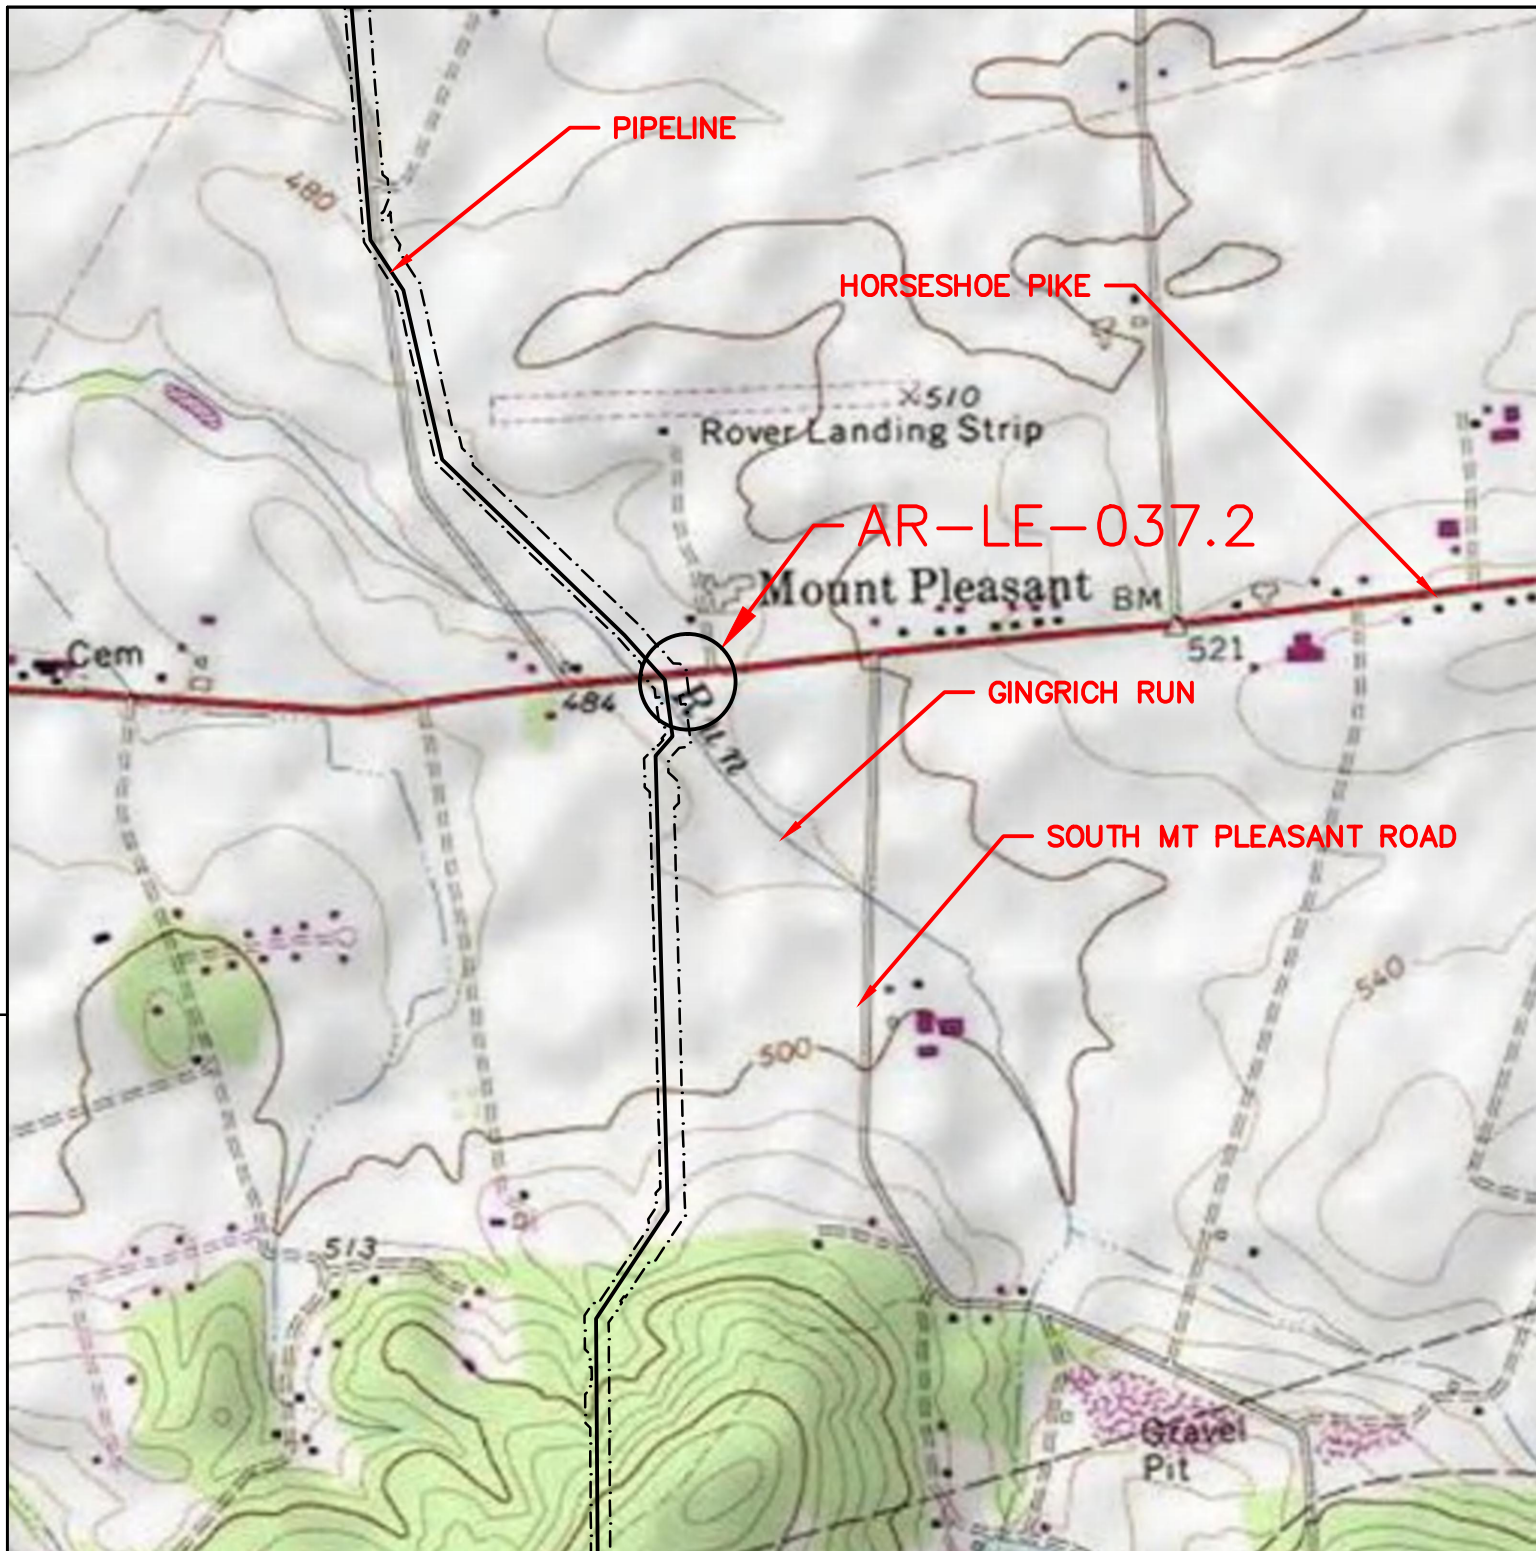 PIPELINE
480
HORSESHOE PIKE
510
Rover Landing Strip
AR-LE-037.2
Mount Pleasant
BM
521
Cem
484
Run
GINGRICH RUN
SOUTH MT PLEASANT ROAD
540
500
513
Gravel
Pit